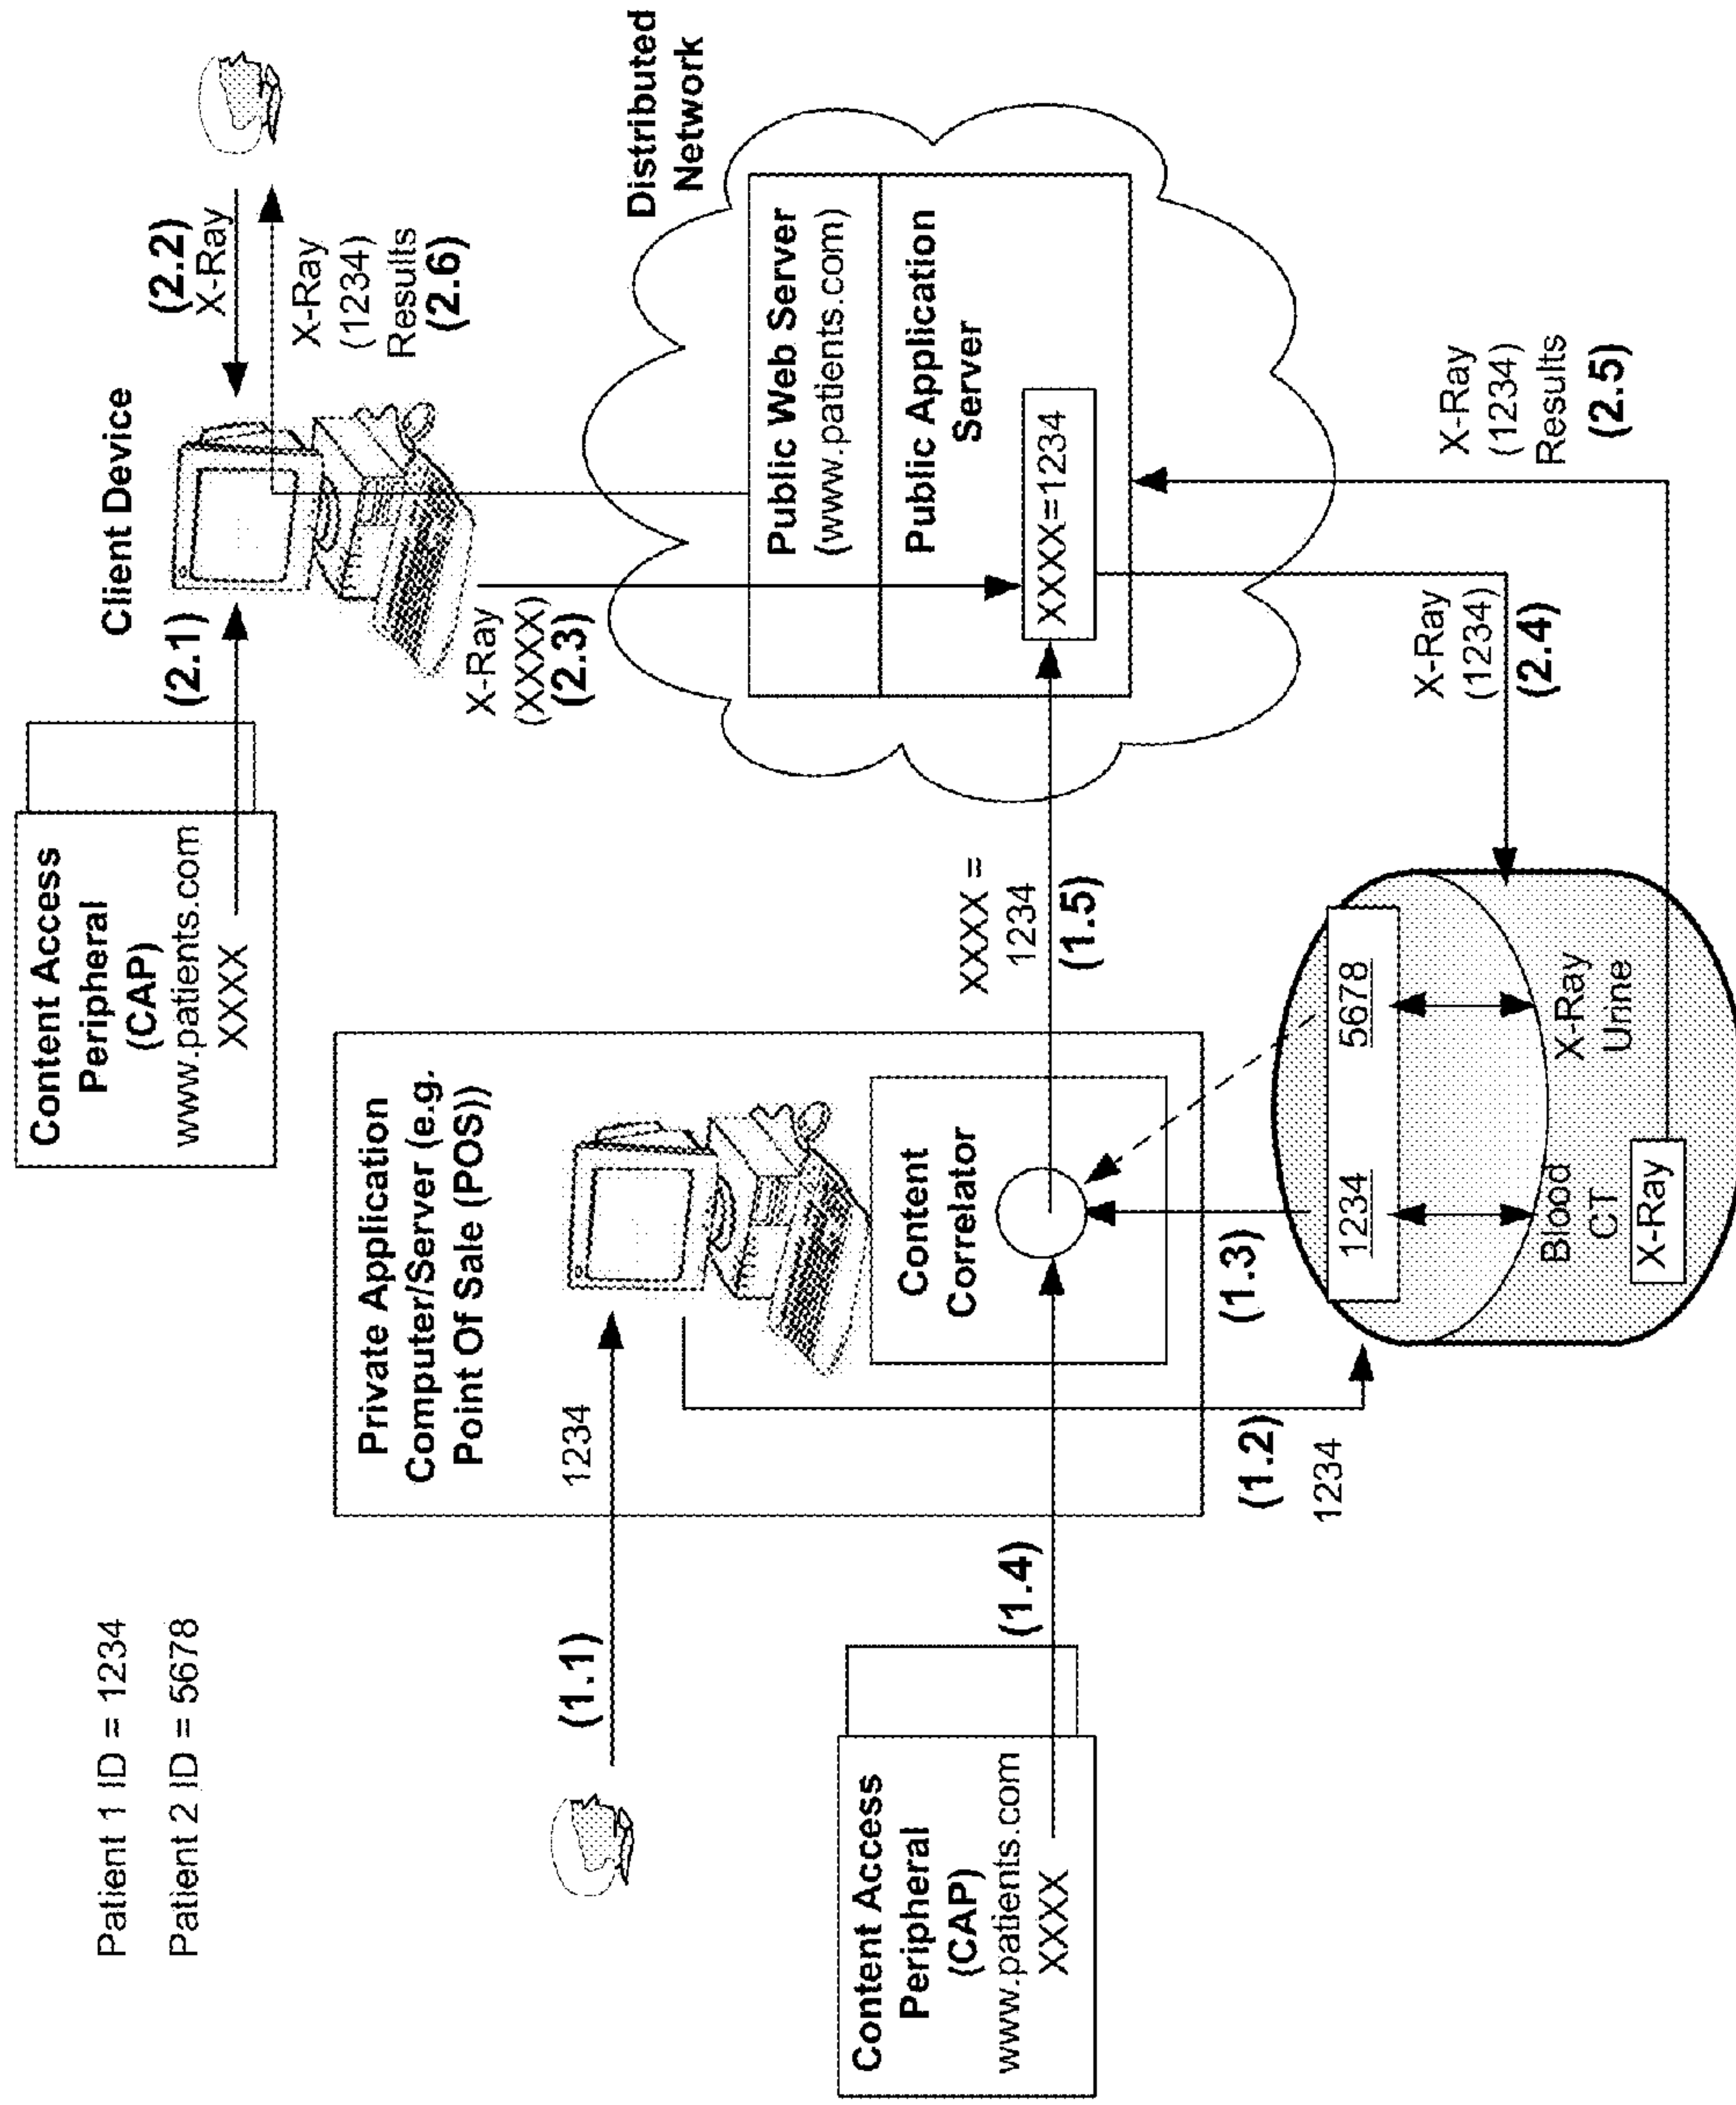 Patient 1 ID = 1234
Patient 2 ID = 5678
Content Access
Peripheral
(CAP)
www.patients.com
XXXX
(2.1)
Client Device
(2.2)
X-Ray
X-Ray
(1234)
Results
(2.6)
Private Application
Computer/Server (e.g.
Point Of Sale (POS))
(1.1)
1234
X-Ray
(XXXX)
(2.3)
Distributed
Network
Public Web Server
(www.patients.com)
Public Application
Server
XXXX=1234
Content Access
Peripheral
(CAP)
www.patients.com
XXXX
(1.4)
Content
Correlator
XXXX =
1234
(1.5)
(1.2)
1234
(1.3)
1234
5678
Blood
CT
X-Ray
X-Ray
Urine
X-Ray
(1234)
(2.4)
X-Ray
(1234)
Results
(2.5)